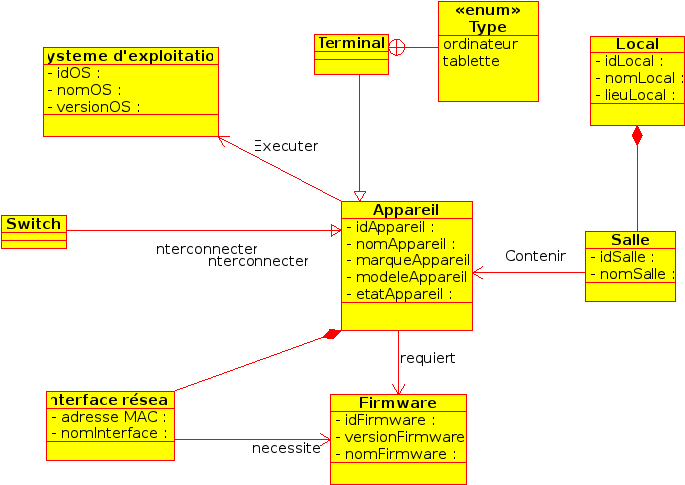 «enum»
Type
ordinateur
tablette
Terminal
Local
- idLocal :
- nomLocal :
- lieuLocal :
ysteme d'exploitatio
- idOS :
- nomOS :
- versionOS :
Executer
Appareil
- idAppareil :
- nomAppareil :
- marqueAppareil
- modeleAppareil
- etatAppareil :
Switch
nterconnecter
nterconnecter
Contenir
Salle
- idSalle :
- nomSalle :
requiert
nterface résea
- adresse MAC :
- nomInterface :
necessite
Firmware
- idFirmware :
- versionFirmware
- nomFirmware :